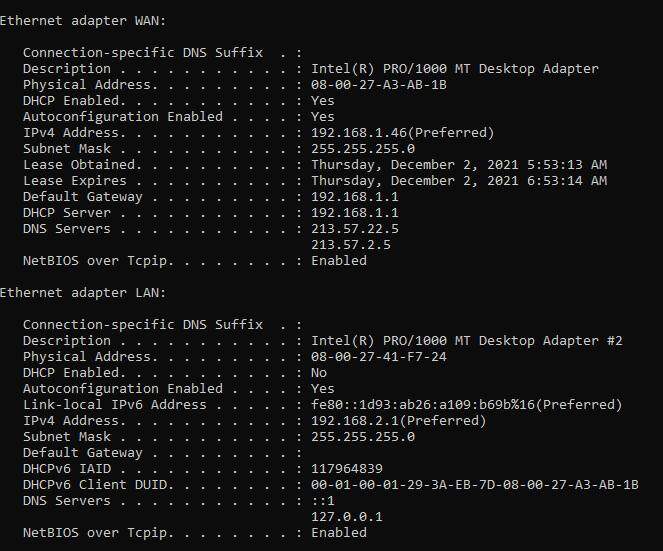 Ethernet adapter WAN:
Connection-specific DNS Suffix  . :
Description . . . . . . . . . . . : Intel(R) PRO/1000 MT Desktop Adapter
Physical Address. . . . . . . . . : 08-00-27-A3-AB-1B
DHCP Enabled. . . . . . . . . . . : Yes
Autoconfiguration Enabled . . . . : Yes
IPv4 Address. . . . . . . . . . . : 192.168.1.46(Preferred)
Subnet Mask . . . . . . . . . . . : 255.255.255.0
Lease Obtained. . . . . . . . . . : Thursday, December 2, 2021 5:53:13 AM
Lease Expires . . . . . . . . . . : Thursday, December 2, 2021 6:53:14 AM
Default Gateway . . . . . . . . . : 192.168.1.1
DHCP Server . . . . . . . . . . . : 192.168.1.1
DNS Servers . . . . . . . . . . . : 213.57.22.5
213.57.2.5
NetBIOS over Tcpip. . . . . . . . : Enabled
Ethernet adapter LAN:
Connection-specific DNS Suffix  . :
Description . . . . . . . . . . . : Intel(R) PRO/1000 MT Desktop Adapter #2
Physical Address. . . . . . . . . : 08-00-27-41-F7-24
DHCP Enabled. . . . . . . . . . . : No
Autoconfiguration Enabled . . . . : Yes
Link-local IPv6 Address . . . . . : fe80::1d93:ab26:a109:b69b%16(Preferred)
IPv4 Address. . . . . . . . . . . : 192.168.2.1(Preferred)
Subnet Mask . . . . . . . . . . . : 255.255.255.0
Default Gateway . . . . . . . . . :
DHCPv6 IAID . . . . . . . . . . . : 117964839
DHCPv6 Client DUID. . . . . . . . : 00-01-00-01-29-3A-EB-7D-08-00-27-A3-AB-1B
DNS Servers . . . . . . . . . . . : ::1
127.0.0.1
NetBIOS over Tcpip. . . . . . . . : Enabled